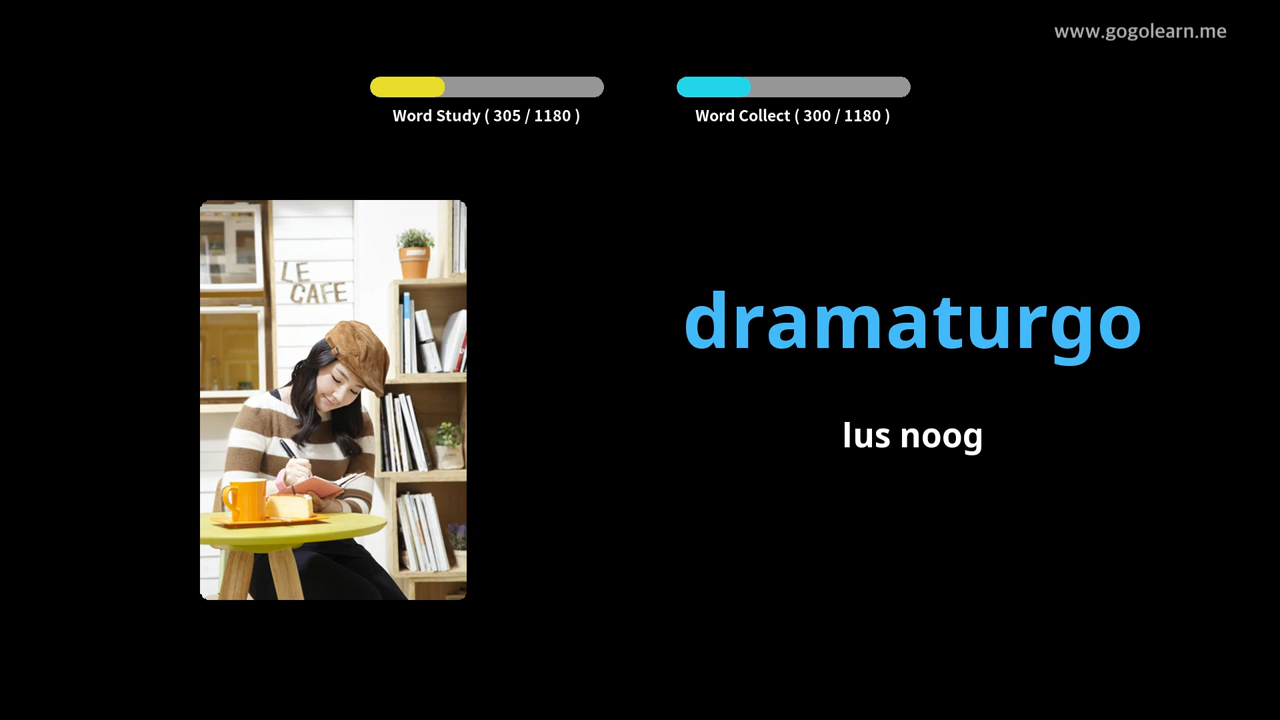 www.gogolearn.me
Word Study ( 305 / 1180 )
Word Collect ( 300 / 1180 )
LE
CAFE
dramaturgo
lus noog